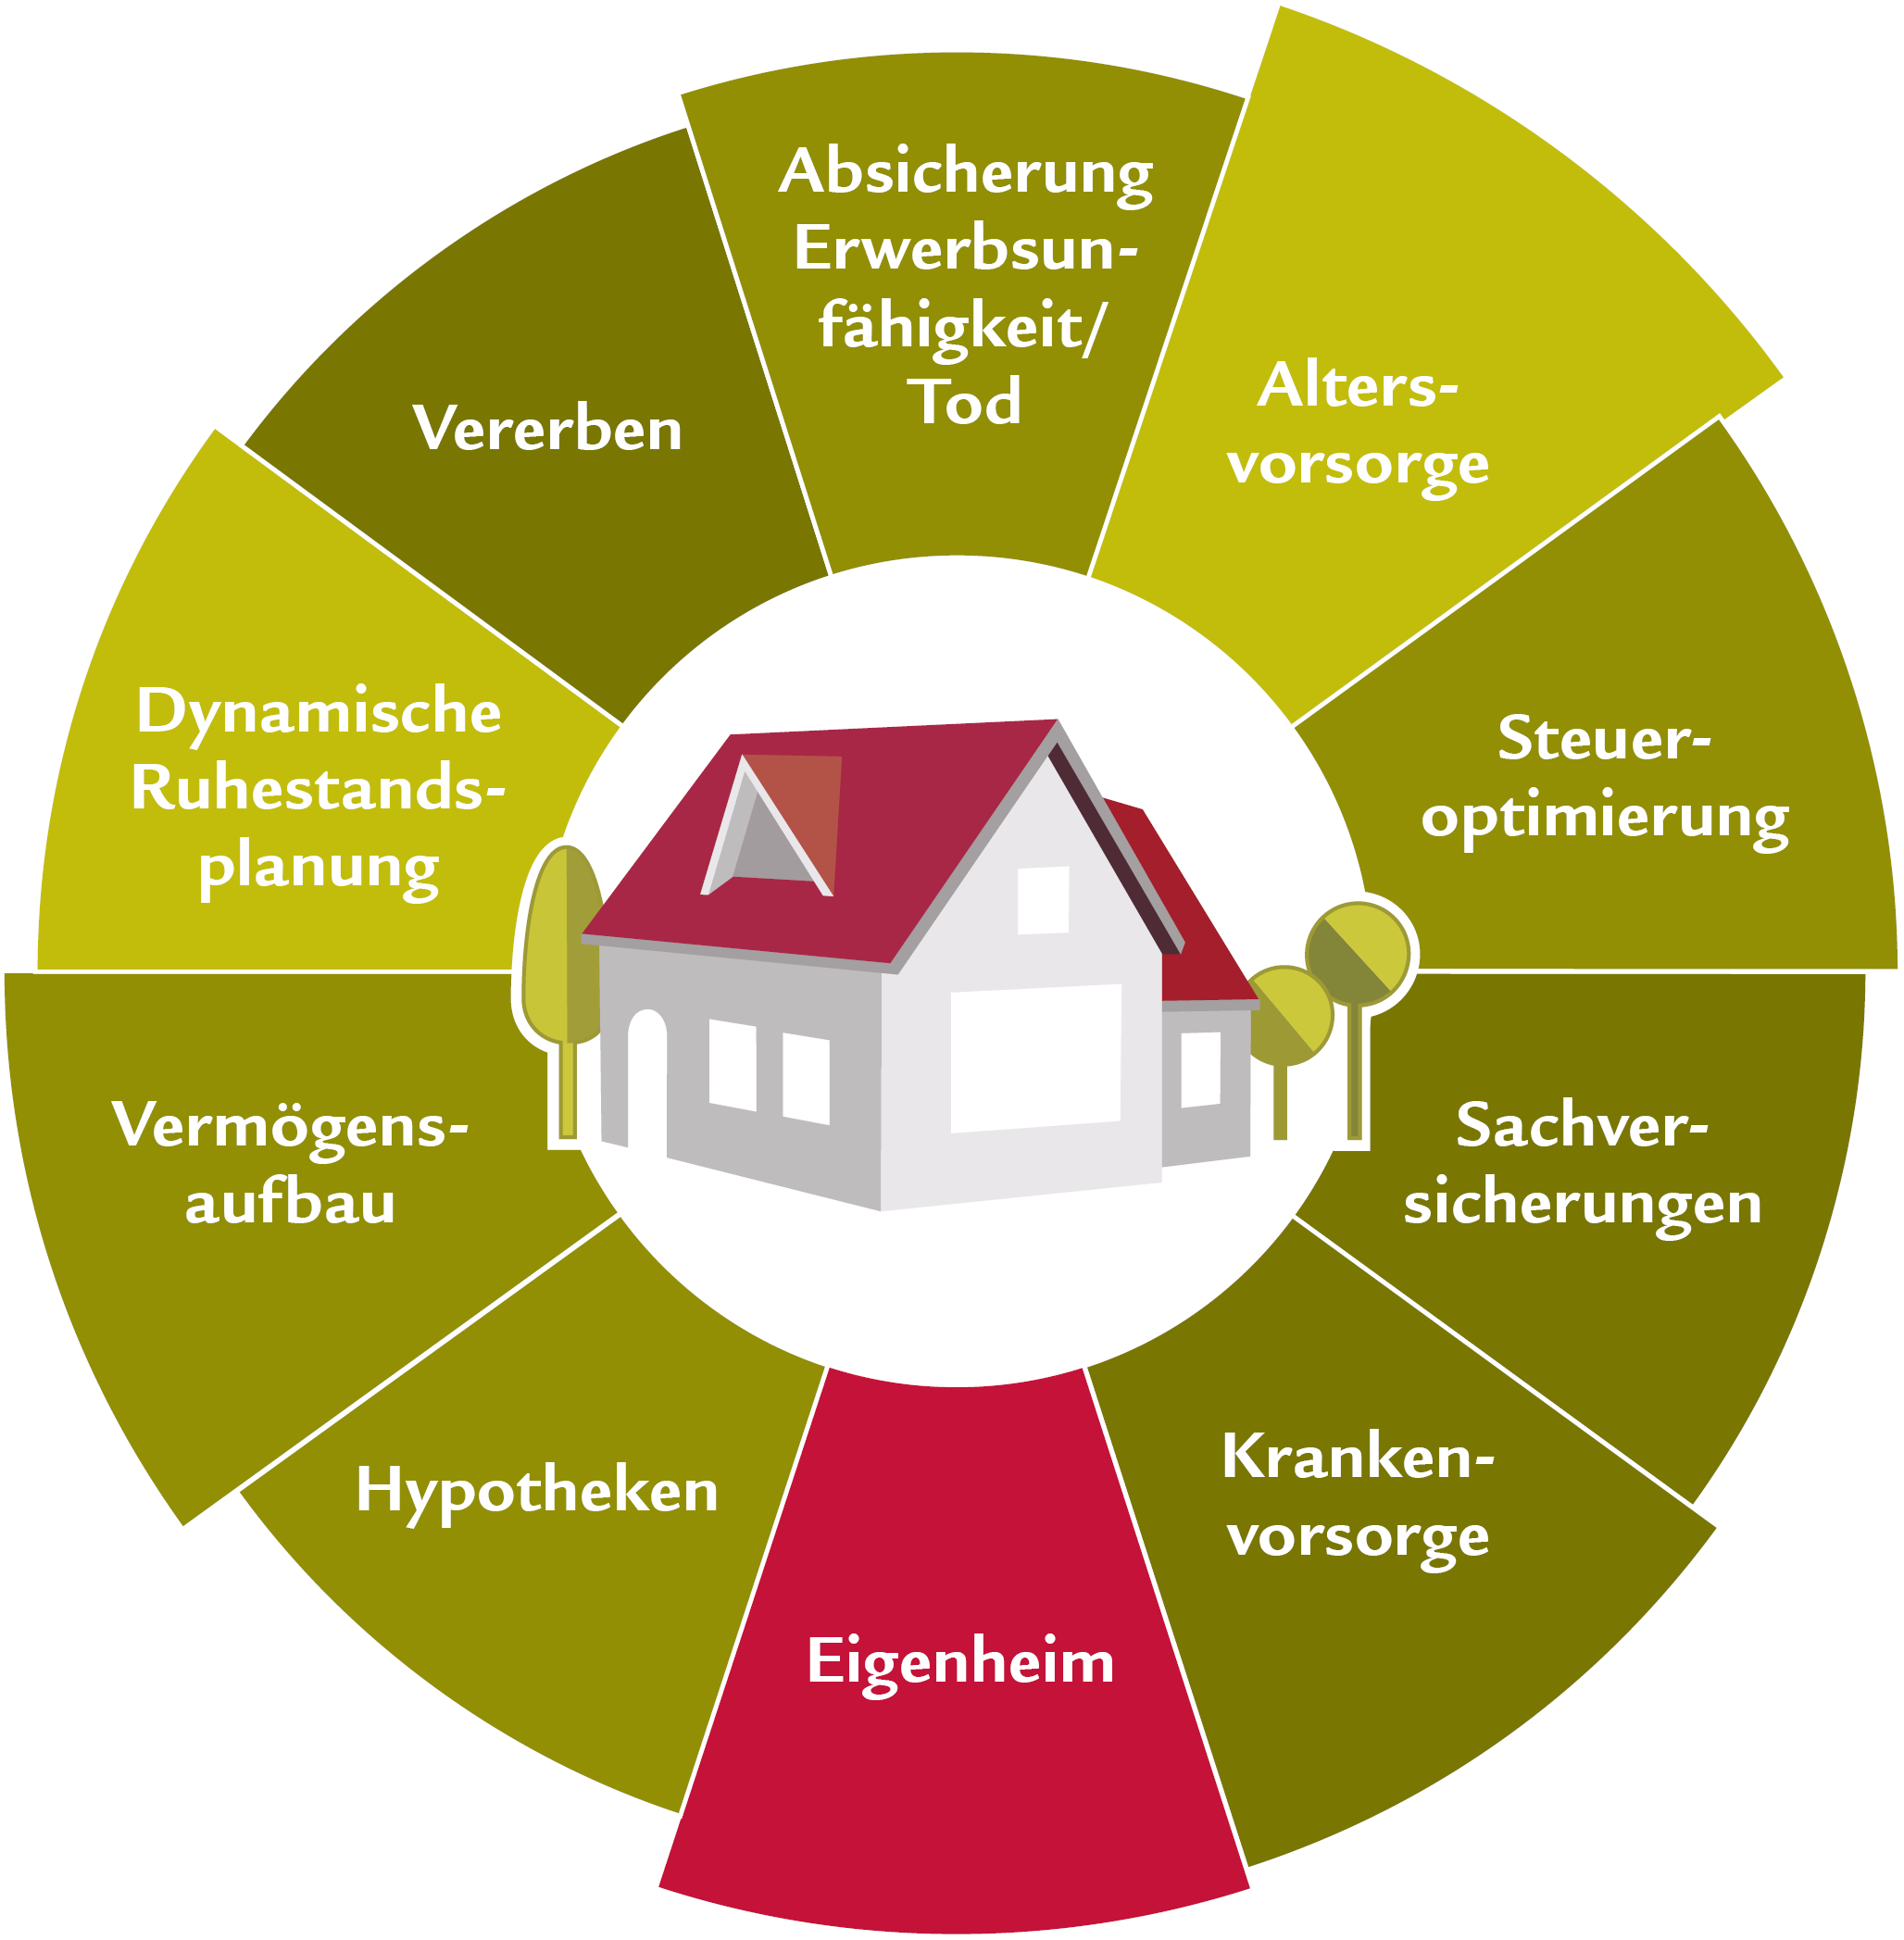 Absicherung
Erwerbsun-
fähigkeit/
Tod
Alters-
vorsorge
Steuer-
optimierung
Sachver-
sicherungen
Kranken-
vorsorge
Eigenheim
Hypotheken
Vermögens-
aufbau
Dynamische
Ruhestands-
planung
Vererben